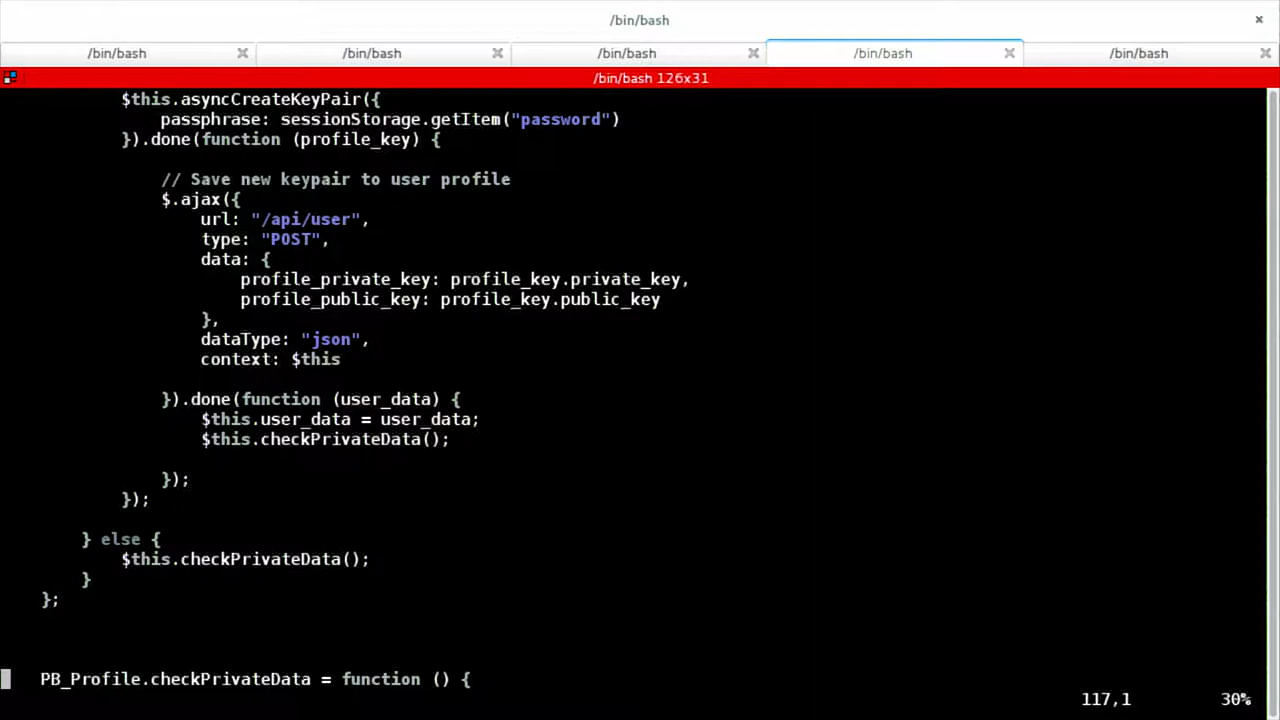 /bin/bash
/bin/bash /bin/bash /bin/bash /bin/bash /bin/bash
/bin/bash 126x31
$this.asyncCreateKeyPair({
passphrase: sessionStorage.getItem("password")
}).done(function (profile_key) {
// Save new keypair to user profile
$.ajax({
url: "/api/user",
type: "POST",
data: {
profile_private_key: profile_key.private_key,
profile_public_key: profile_key.public_key
},
dataType: "json",
context: $this
}).done(function (user_data) {
$this.user_data = user_data;
$this.checkPrivateData();
});
});
} else {
$this.checkPrivateData();
}
};
PB_Profile.checkPrivateData = function () {
117,1 30%